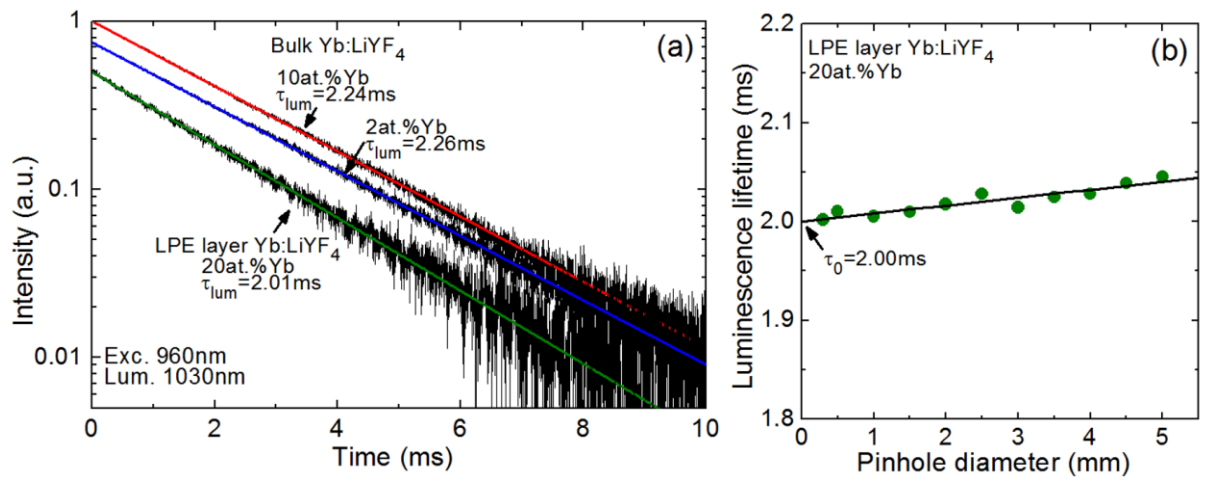 (a)
Bulk Yb:LiYF4
10at.%Yb
τlum=2.24ms
2at.%Yb
τlum=2.26ms
LPE layer Yb:LiYF4
20at.%Yb
τlum=2.01ms
Exc. 960nm
Lum. 1030nm
1
0.1
0.01
Intensity (a.u.)
0 2 4 6 8 10
Time (ms)
(b)
LPE layer Yb:LiYF4
20at.%Yb
τ0=2.00ms
2.2
2.1
2.0
1.9
1.8
Luminescence lifetime (ms)
0 1 2 3 4 5
Pinhole diameter (mm)